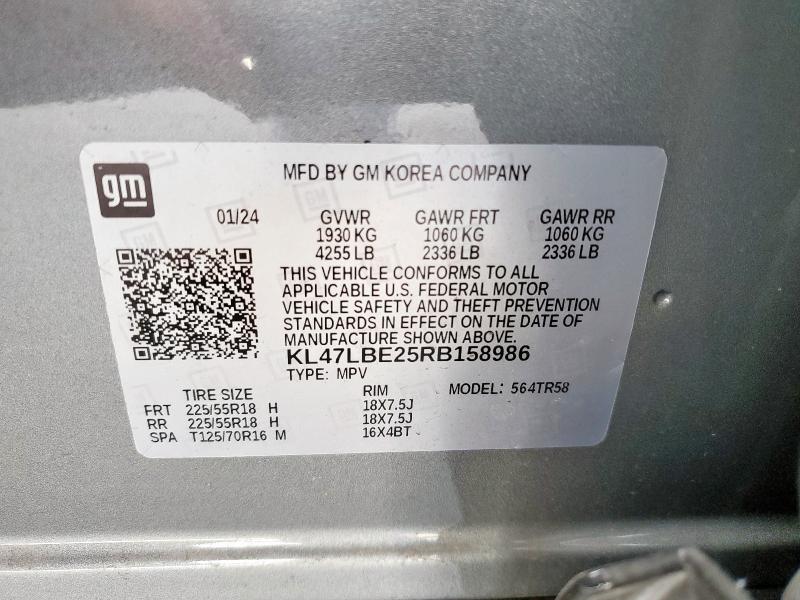 gm
MFD BY GM KOREA COMPANY
01/24 GVWR GAWR FRT GAWR RR
1930 KG 1060 KG 1060 KG
4255 LB 2336 LB 2336 LB
THIS VEHICLE CONFORMS TO ALL
APPLICABLE U.S. FEDERAL MOTOR
VEHICLE SAFETY AND THEFT PREVENTION
STANDARDS IN EFFECT ON THE DATE OF
MANUFACTURE SHOWN ABOVE.
KL47LBE25RB158986
TYPE: MPV
TIRE SIZE RIM MODEL: 564TR58
FRT 225/55R18 H 18X7.5J
RR 225/55R18 H 18X7.5J
SPA T125/70R16 M 16X4BT